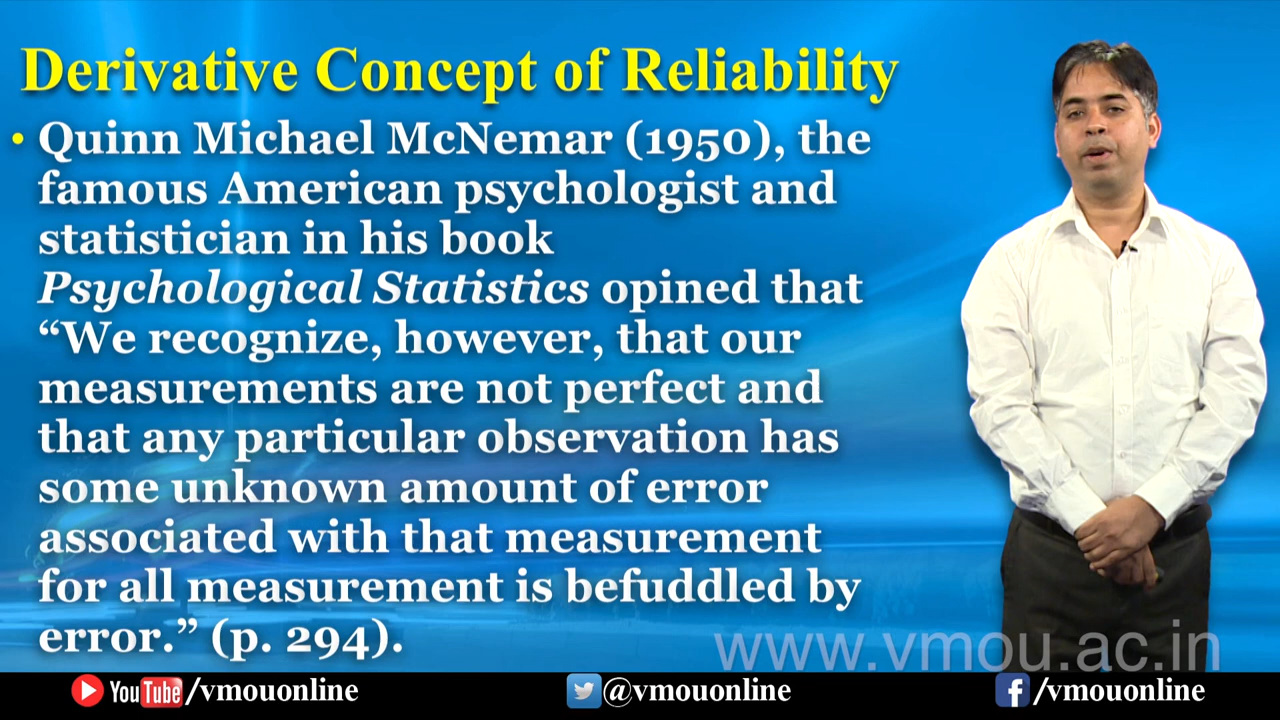 Derivative Concept of Reliability
• Quinn Michael McNemar (1950), the
famous American psychologist and
statistician in his book
Psychological Statistics opined that
“We recognize, however, that our
measurements are not perfect and
that any particular observation has
some unknown amount of error
associated with that measurement
for all measurement is befuddled by
error.” (p. 294).
www.vmou.ac.in
YouTube/vmouonline
@vmouonline
f/vmouonline